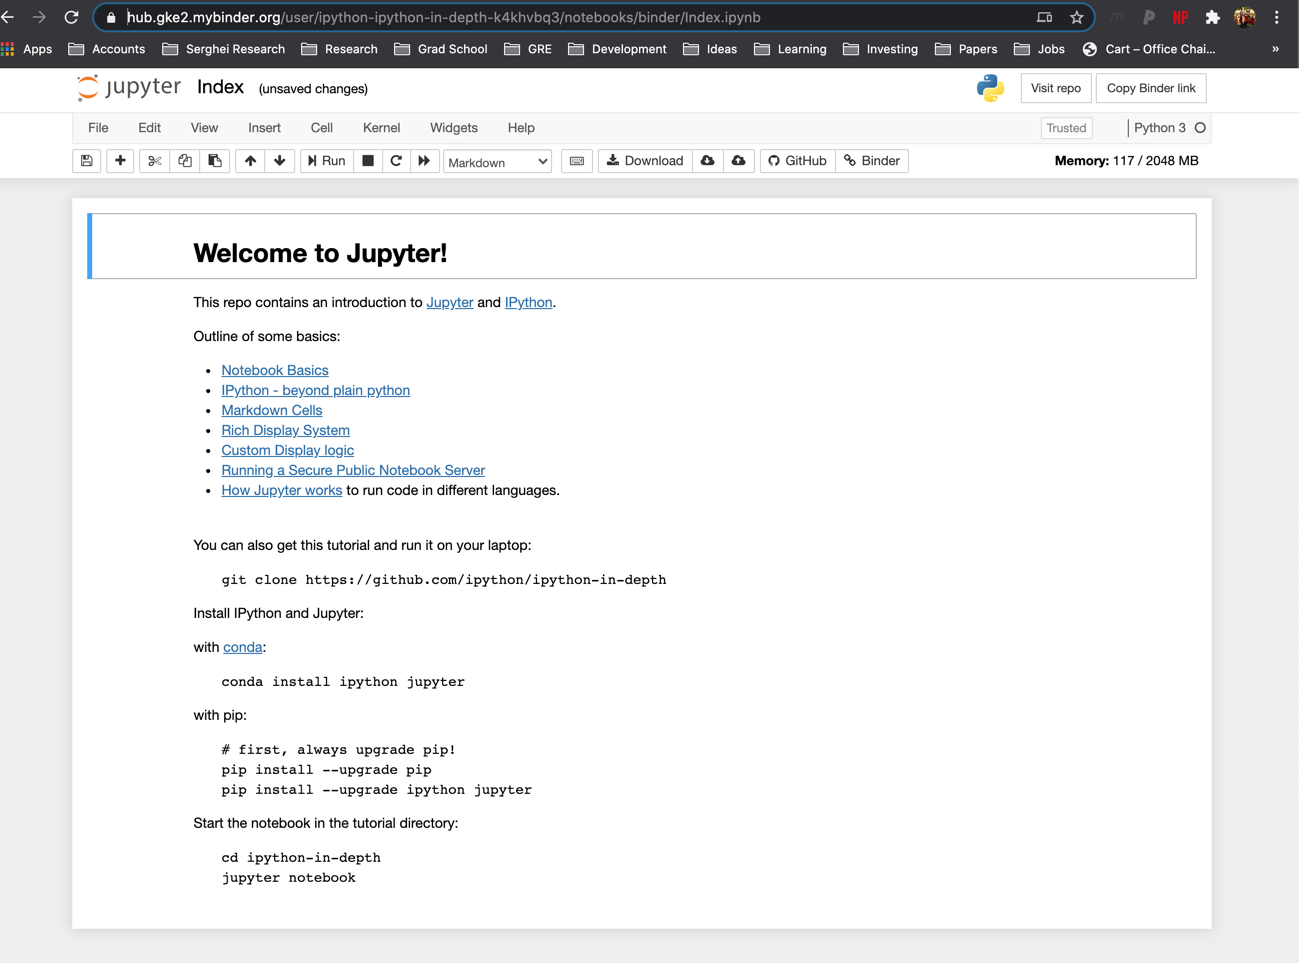 hub.gke2.mybinder.org/user/ipython-ipython-in-depth-k4khvbq3/notebooks/binder/Index.ipynb
NP
Apps Accounts Serghei Research Research Grad School GRE Development Ideas Learning Investing Papers Jobs Cart – Office Chai... »
jupyter Index (unsaved changes) Visit repo Copy Binder link
File Edit View Insert Cell Kernel Widgets Help Trusted Python 3
Run Markdown Download GitHub Binder Memory: 117 / 2048 MB
Welcome to Jupyter!
This repo contains an introduction to Jupyter and IPython.
Outline of some basics:
• Notebook Basics
• IPython - beyond plain python
• Markdown Cells
• Rich Display System
• Custom Display logic
• Running a Secure Public Notebook Server
• How Jupyter works to run code in different languages.
You can also get this tutorial and run it on your laptop:
git clone https://github.com/ipython/ipython-in-depth
Install IPython and Jupyter:
with conda:
conda install ipython jupyter
with pip:
# first, always upgrade pip!
pip install --upgrade pip
pip install --upgrade ipython jupyter
Start the notebook in the tutorial directory:
cd ipython-in-depth
jupyter notebook